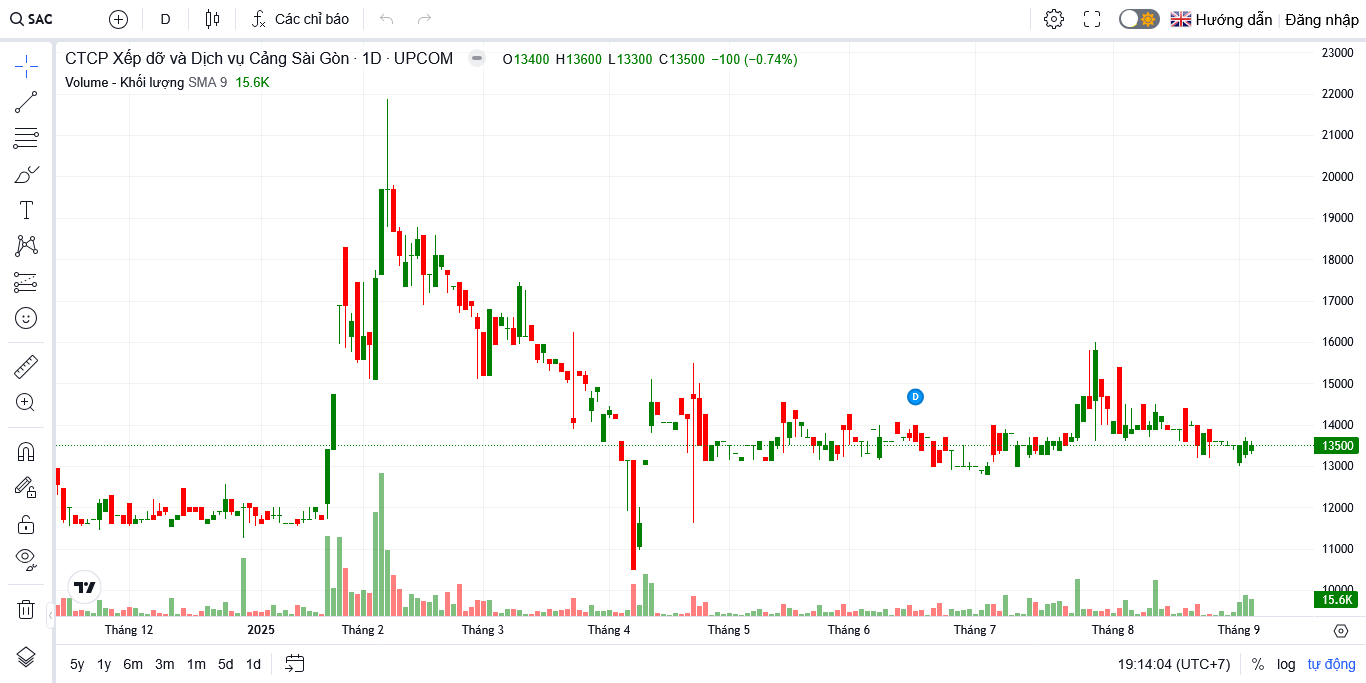 SAC
D
Các chỉ báo
Hướng dẫn
Đăng nhập
CTCP Xếp dỡ và Dịch vụ Cảng Sài Gòn · 1D · UPCOM
O13400 H13600 L13300 C13500 −100 (−0.74%)
Volume - Khối lượng SMA 9 15.6K
23000
22000
21000
20000
19000
18000
17000
16000
15000
14000
13500
13000
12000
11000
10000
15.6K
D
Tháng 12
2025
Tháng 2
Tháng 3
Tháng 4
Tháng 5
Tháng 6
Tháng 7
Tháng 8
Tháng 9
5y 1y 6m 3m 1m 5d 1d
19:14:04 (UTC+7)
%
log
tự động